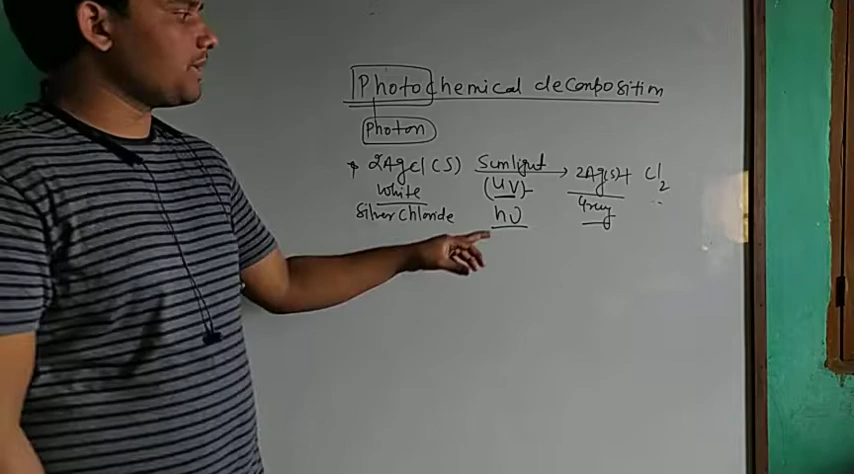 Photochemical decomposition
Photon
* 2AgCl(s) Sunlight → 2Ag(s) + Cl2
White (UV) Grey
Silver Chloride hν